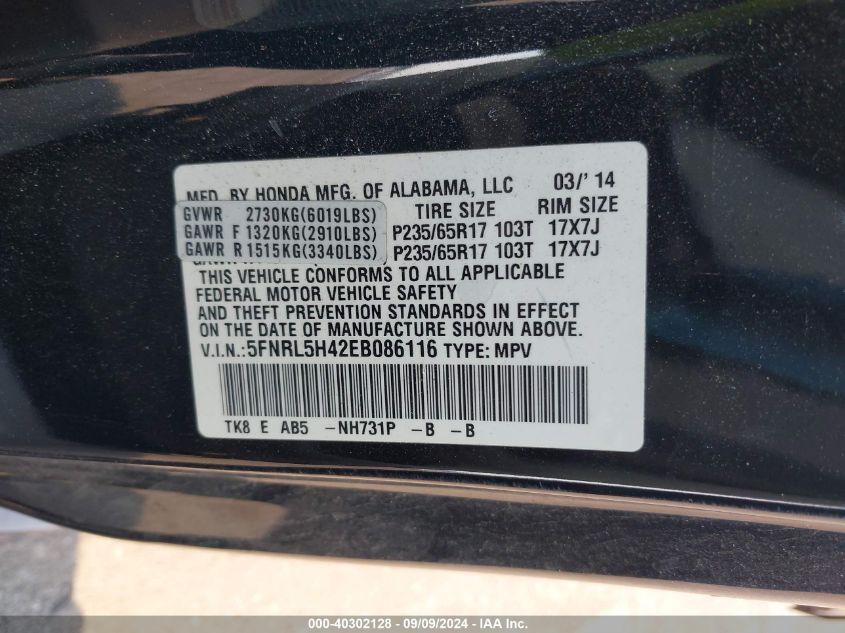 MFD. BY HONDA MFG. OF ALABAMA, LLC 03/' 14
GVWR 2730KG(6019LBS) TIRE SIZE RIM SIZE
GAWR F 1320KG(2910LBS) P235/65R17 103T 17X7J
GAWR R 1515KG(3340LBS) P235/65R17 103T 17X7J
THIS VEHICLE CONFORMS TO ALL APPLICABLE
FEDERAL MOTOR VEHICLE SAFETY
AND THEFT PREVENTION STANDARDS IN EFFECT
ON THE DATE OF MANUFACTURE SHOWN ABOVE.
V.I.N.:5FNRL5H42EB086116 TYPE: MPV
TK8 E AB5 -NH731P -B -B
000-40302128 - 09/09/2024 - IAA Inc.